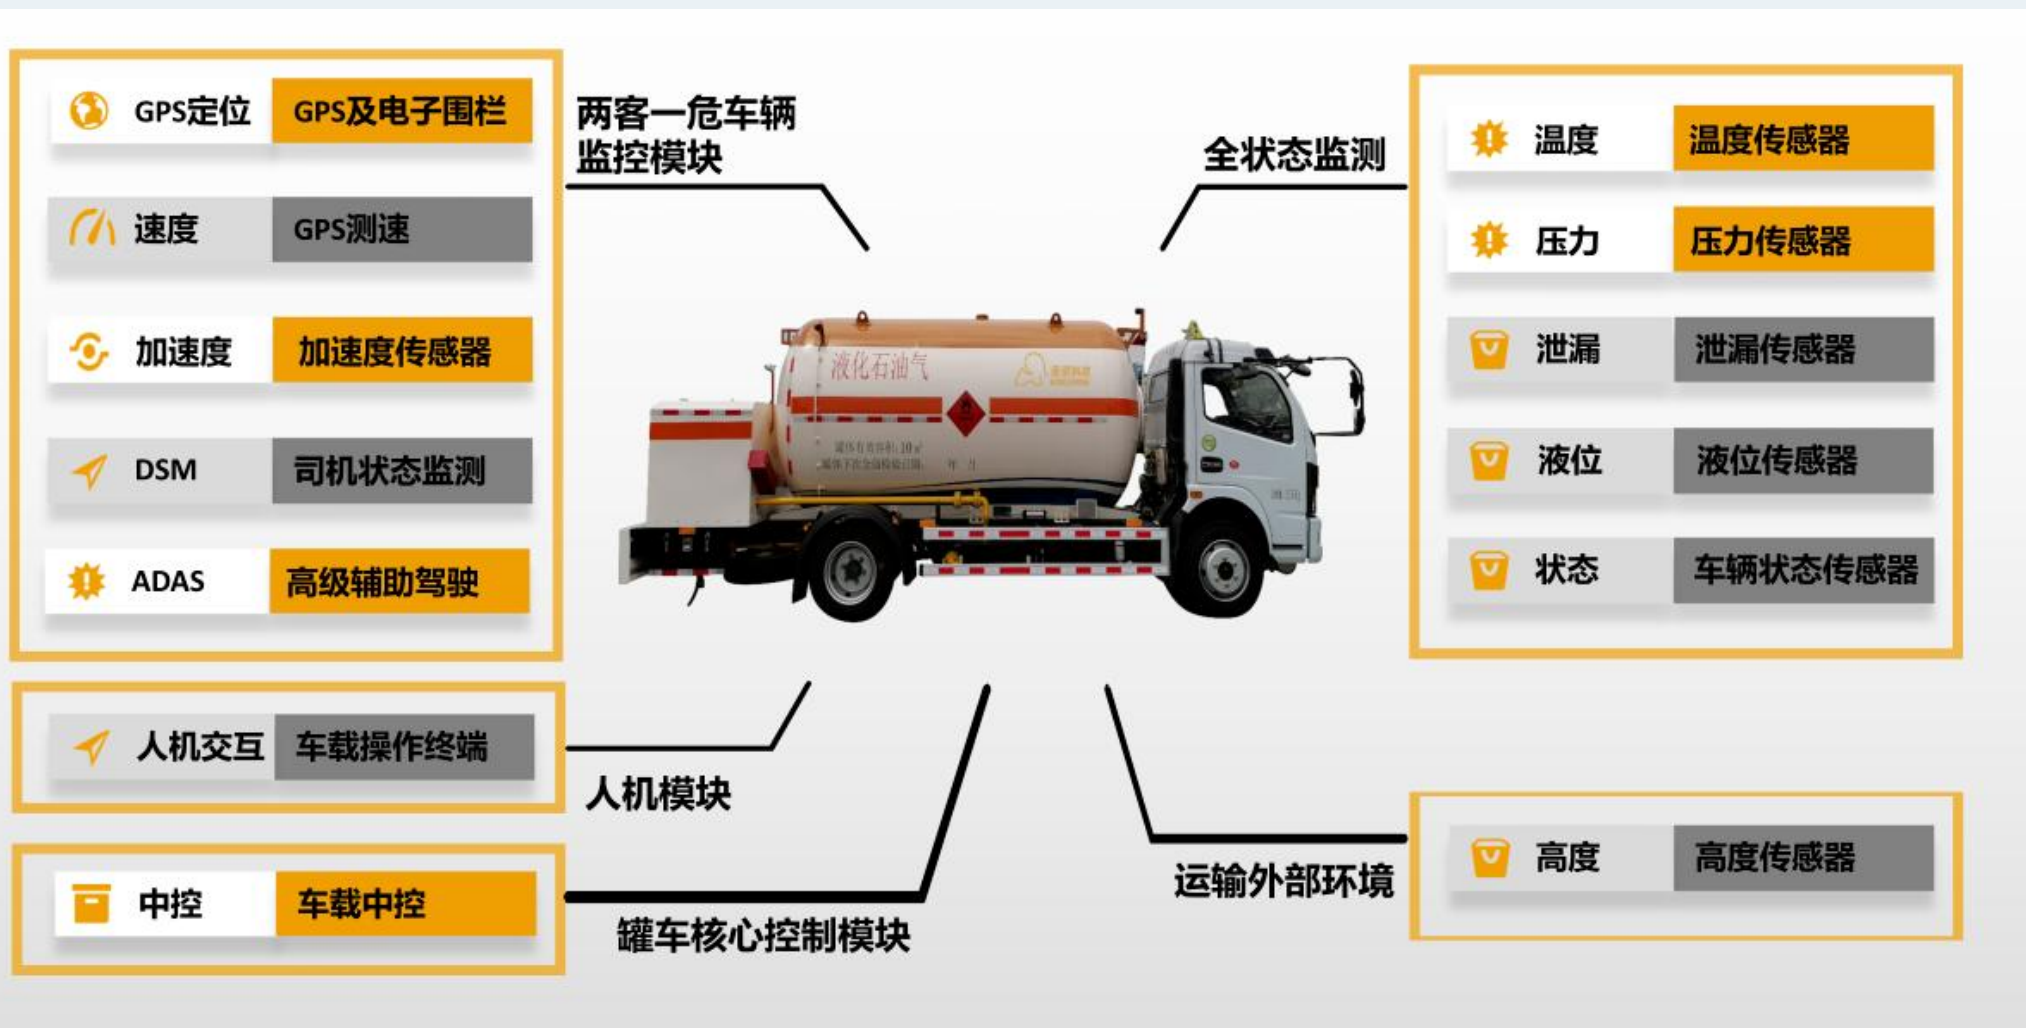 GPS定位 GPS及电子围栏
速度 GPS测速
加速度 加速度传感器
DSM 司机状态监测
ADAS 高级辅助驾驶
两客一危车辆
监控模块
全状态监测
温度 温度传感器
压力 压力传感器
泄漏 泄漏传感器
液位 液位传感器
状态 车辆状态传感器
液化石油气
人机交互 车载操作终端
人机模块
中控 车载中控
罐车核心控制模块
运输外部环境
高度 高度传感器